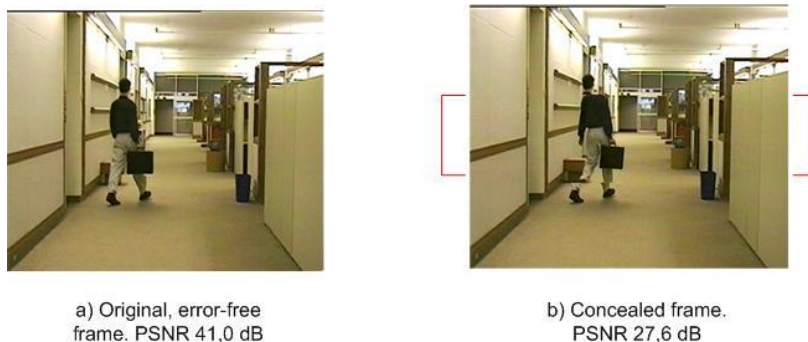 a) Original, error-free
frame. PSNR 41,0 dB
b) Concealed frame.
PSNR 27,6 dB